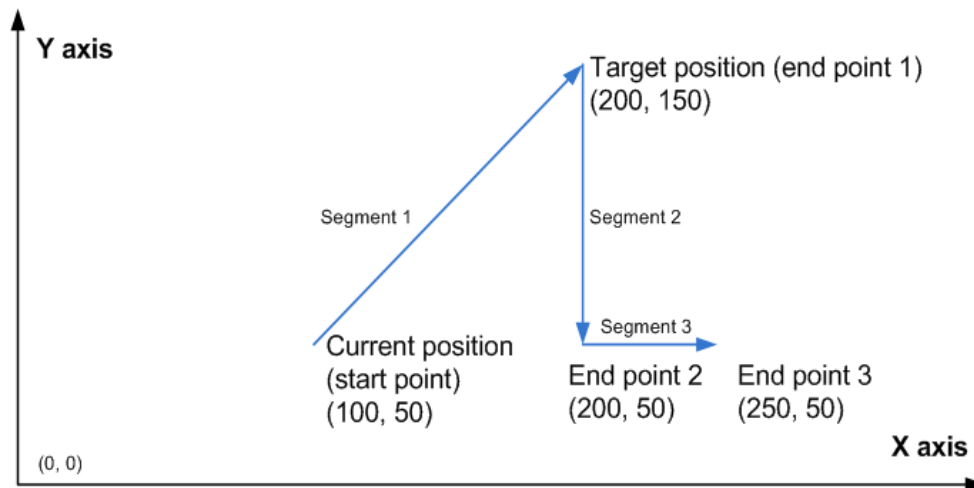 Y axis
Target position (end point 1)
(200, 150)
Segment 1
Segment 2
Segment 3
Current position
(start point)
(100, 50)
End point 2
(200, 50)
End point 3
(250, 50)
X axis
(0, 0)